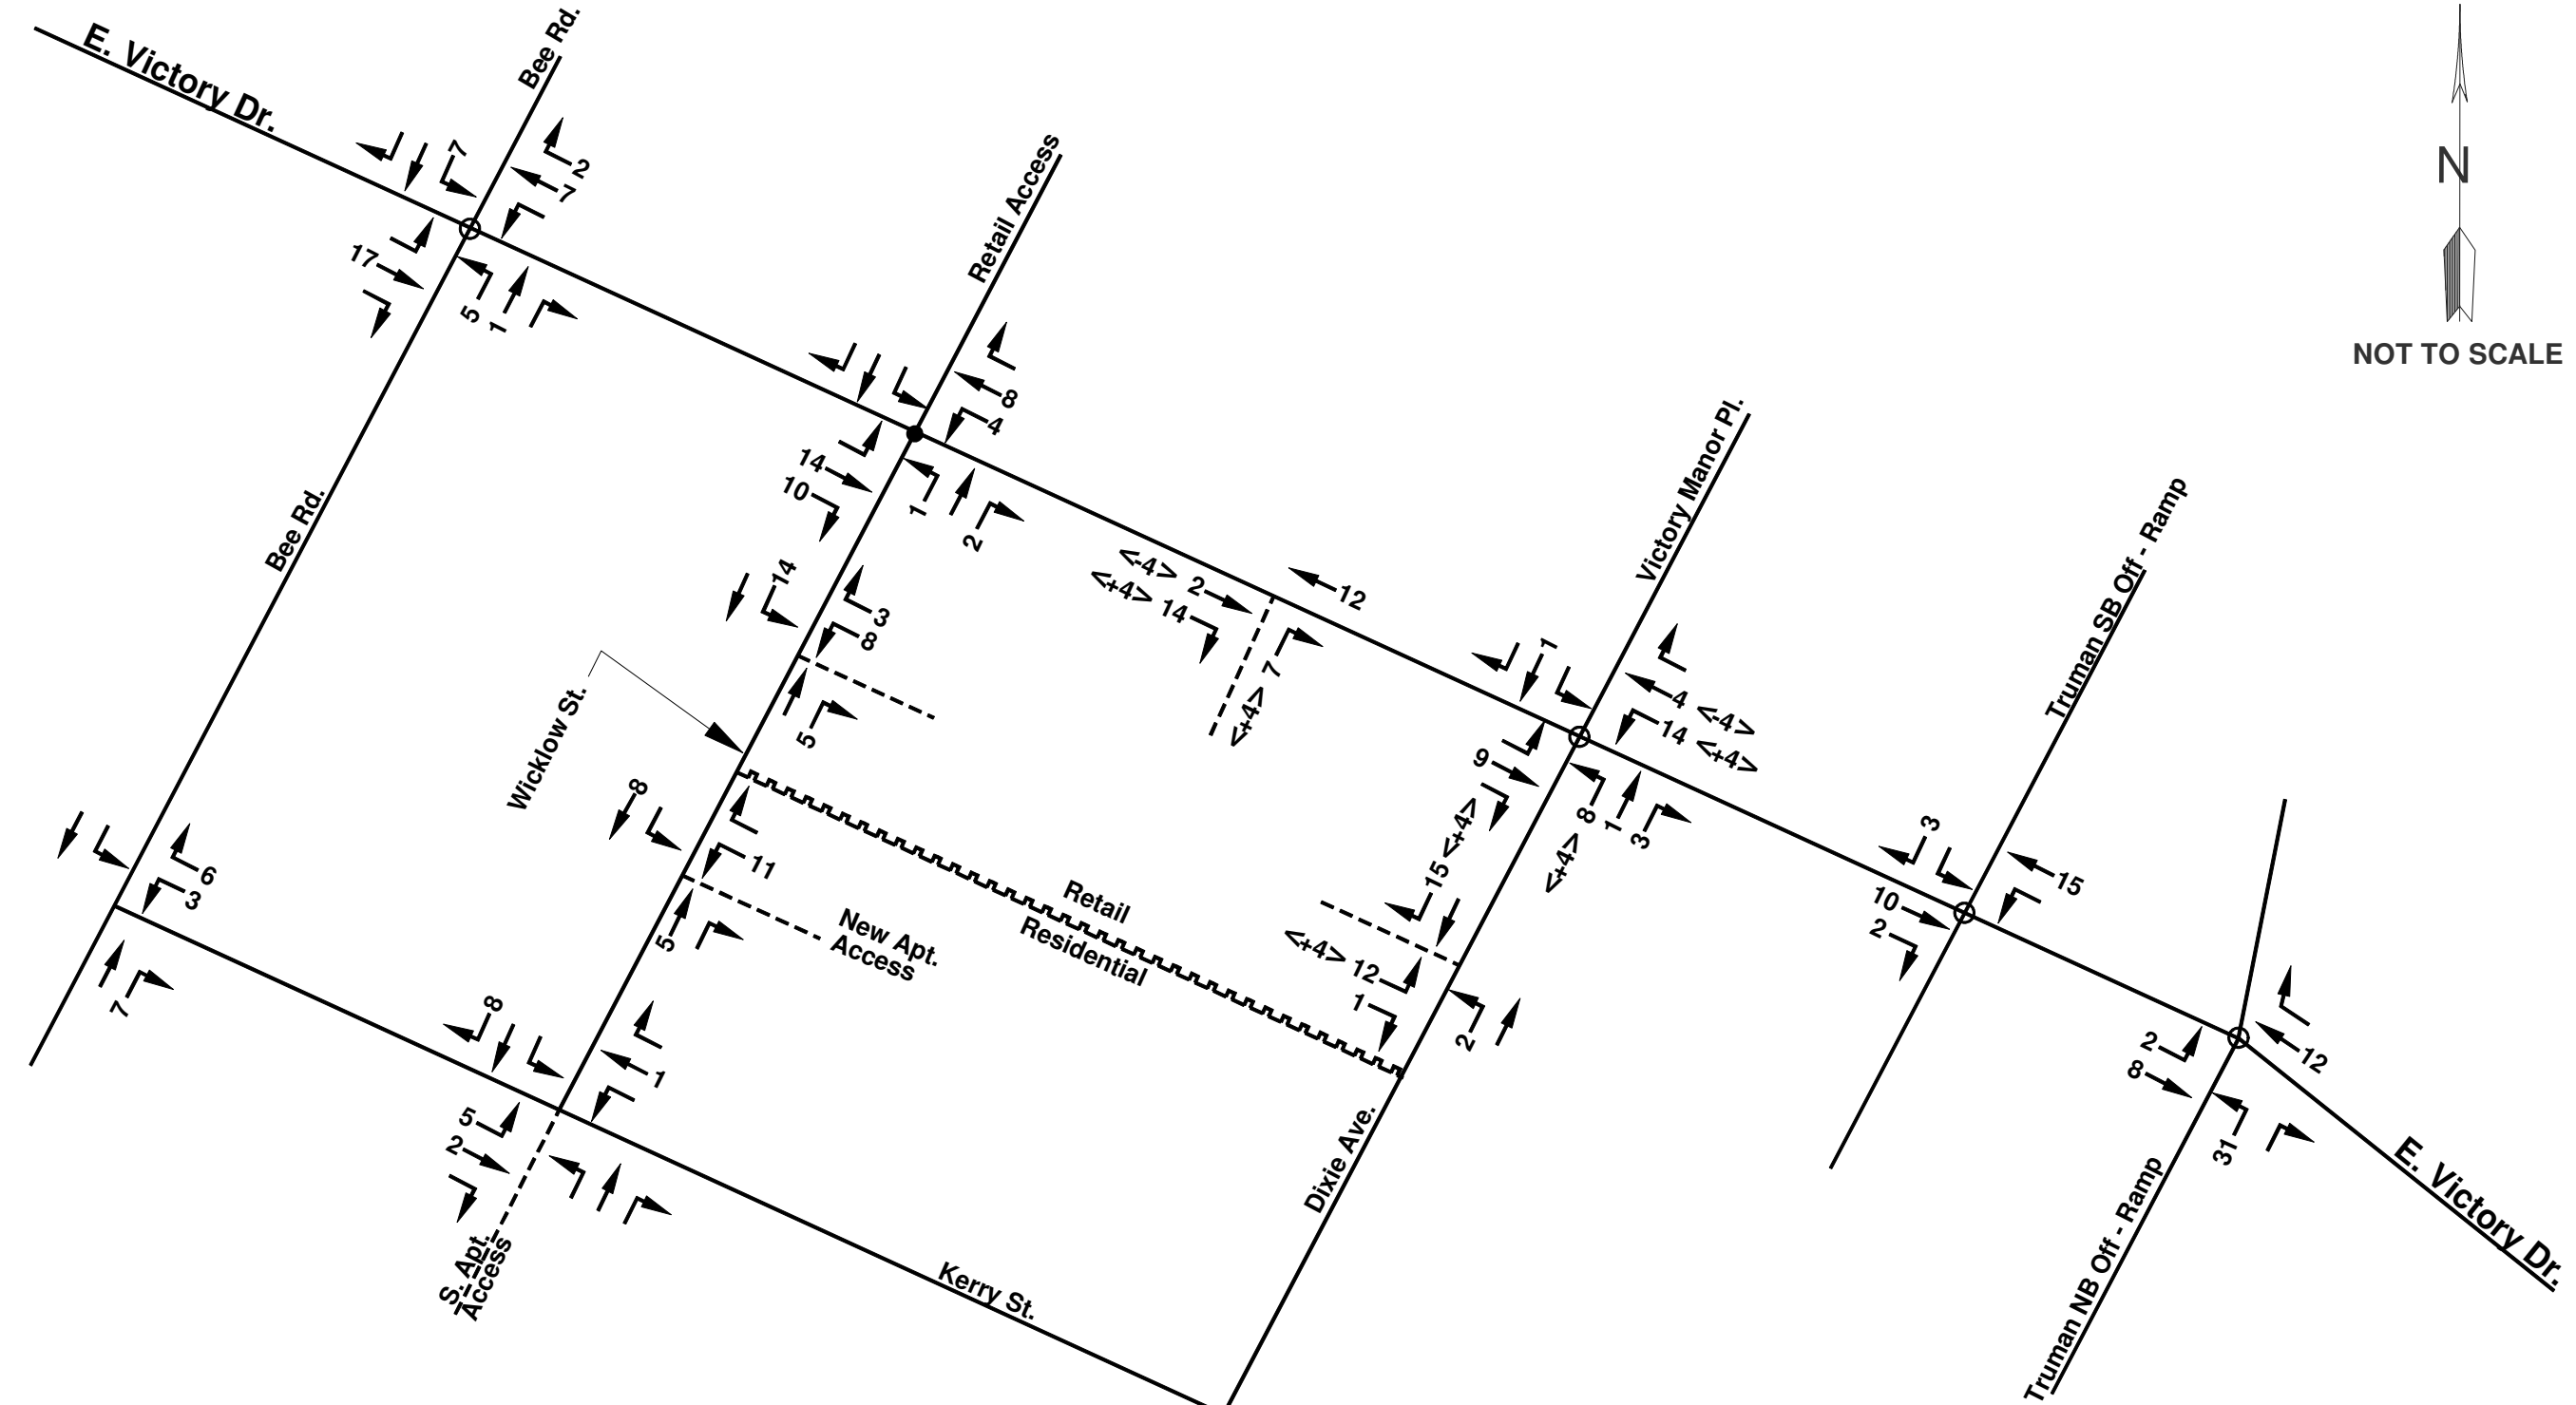 E. Victory Dr.
Bee Rd.
7
2
7
17
5
1
Retail Access
8
4
14
10
1
2
N
NOT TO SCALE
Bee Rd.
14
3
8
5
<-4> 2
<+4> 14
12
7
<+4>
Victory Manor Pl.
1
4 <-4>
14 <+4>
9
<+4>
8
<+4>
1
3
Truman SB Off - Ramp
3
15
10
2
Wicklow St.
8
11
5
New Apt.
Access
Retail
Residential
15
<+4> 12
1
2
6
3
7
8
1
5
2
S. Apt.
Access
Kerry St.
Dixie Ave.
2
8
12
31
Truman NB Off - Ramp
E. Victory Dr.